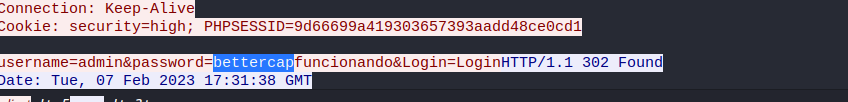 Connection: Keep-Alive
Cookie: security=high; PHPSESSID=9d66699a419303657393aadd48ce0cd1
username=admin&password=bettercapfuncionando&Login=LoginHTTP/1.1 302 Found
Date: Tue, 07 Feb 2023 17:31:38 GMT